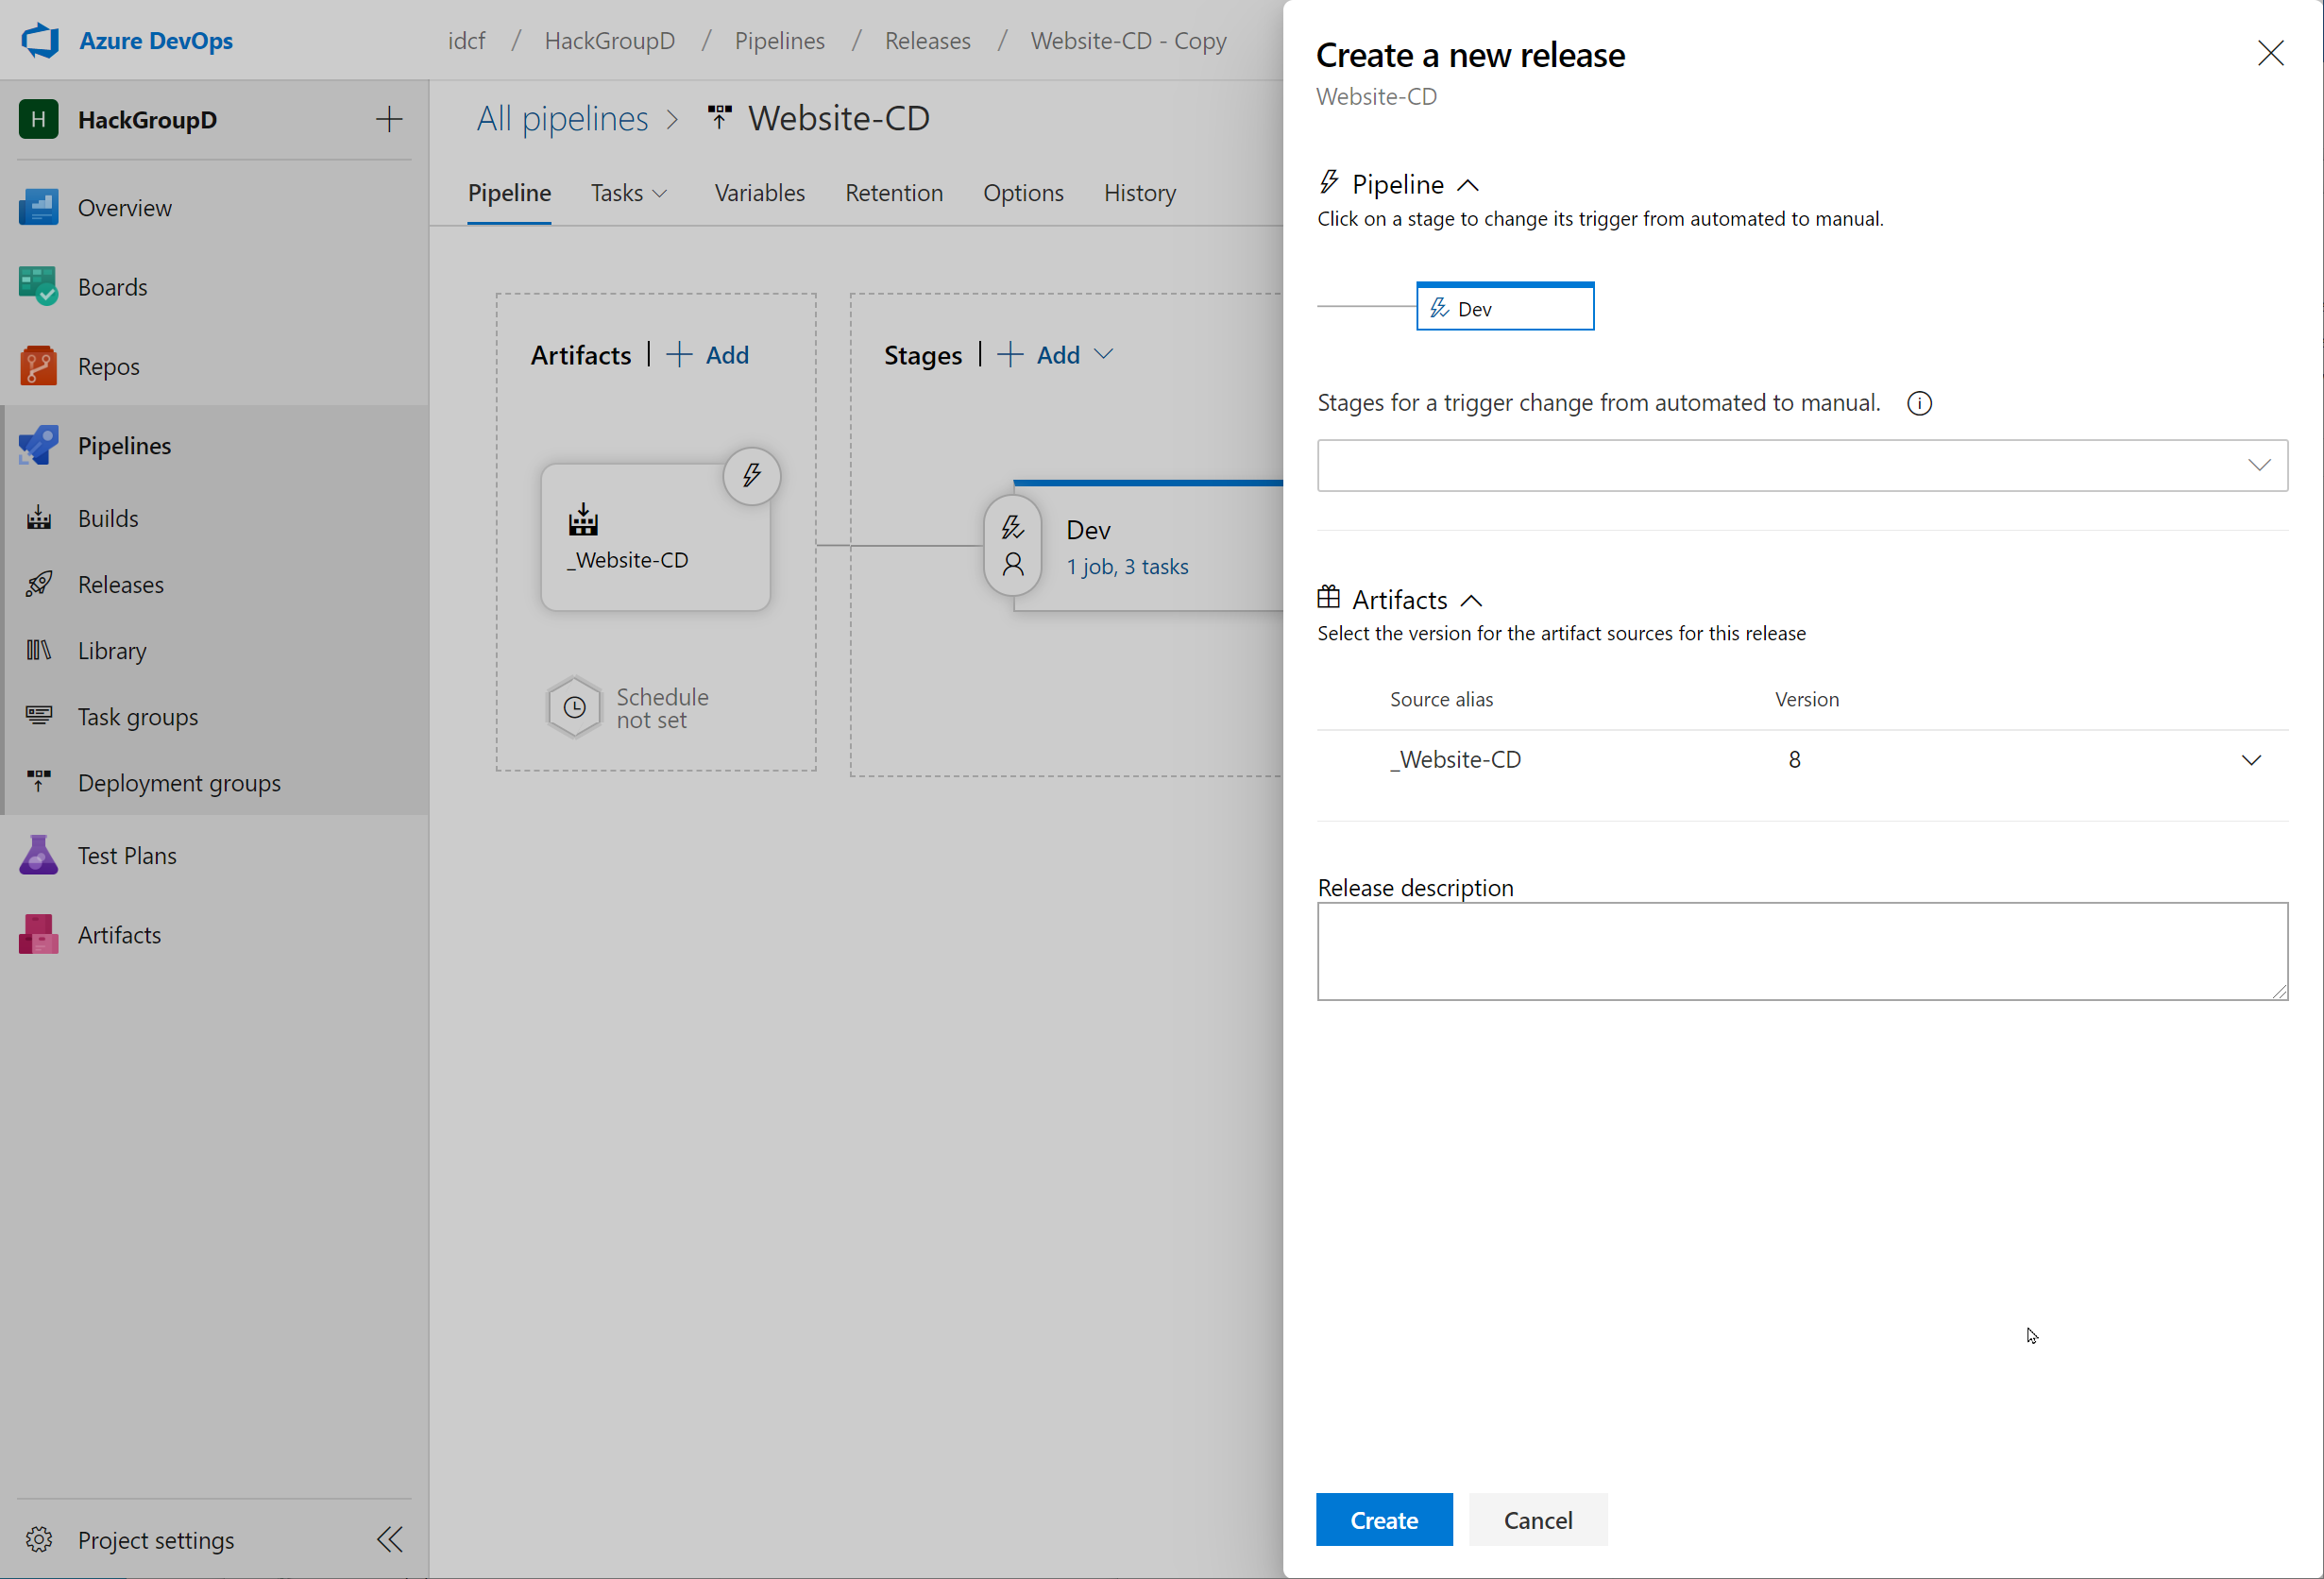 Azure DevOps
idcf / HackGroupD / Pipelines / Releases / Website-CD - Copy
H HackGroupD
Overview
Boards
Repos
Pipelines
Builds
Releases
Library
Task groups
Deployment groups
Test Plans
Artifacts
Project settings
All pipelines > Website-CD
Pipeline Tasks Variables Retention Options History
Artifacts | + Add
_Website-CD
Schedule
not set
Stages | + Add
Dev
1 job, 3 tasks
Create a new release
Website-CD
Pipeline
Click on a stage to change its trigger from automated to manual.
Dev
Stages for a trigger change from automated to manual.
Artifacts
Select the version for the artifact sources for this release
Source alias Version
_Website-CD 8
Release description
Create Cancel